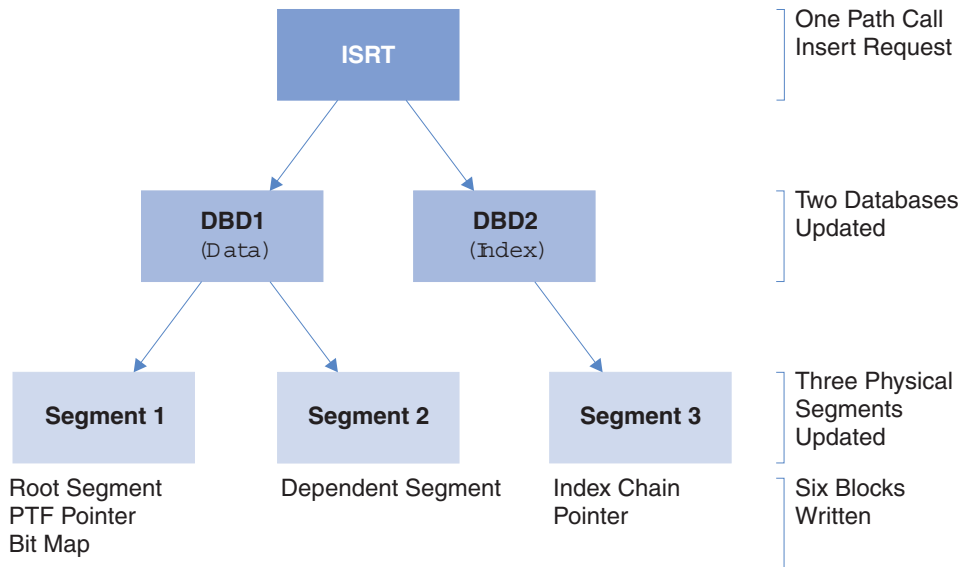 ISRT
One Path Call
Insert Request
DBD1
(Data)
DBD2
(Index)
Two Databases
Updated
Segment 1
Segment 2
Segment 3
Three Physical
Segments
Updated
Root Segment
PTF Pointer
Bit Map
Dependent Segment
Index Chain
Pointer
Six Blocks
Written